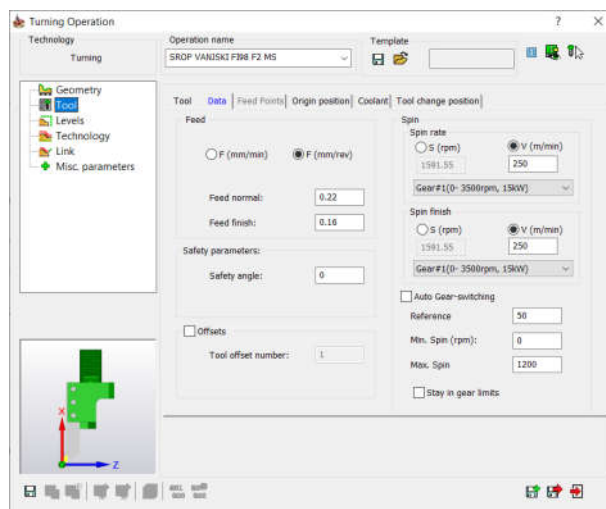 Turning Operation ? ×
Technology
Turning
Operation name
SROP VANJSKI FI98 F2 MS
Template
Geometry
Tool
Levels
Technology
Link
Misc. parameters
Tool Data Feed Points Origin position Coolant Tool change position
Feed
F (mm/min) F (mm/rev)
Feed normal: 0.22
Feed finish: 0.16
Safety parameters:
Safety angle: 0
Offsets
Tool offset number: 1
Spin
Spin rate
S (rpm) V (m/min)
1591.55 250
Gear#1(0- 3500rpm, 15kW)
Spin finish
S (rpm) V (m/min)
1591.55 250
Gear#1(0- 3500rpm, 15kW)
Auto Gear-switching
Reference 50
Min. Spin (rpm): 0
Max. Spin 1200
Stay in gear limits
X
Z